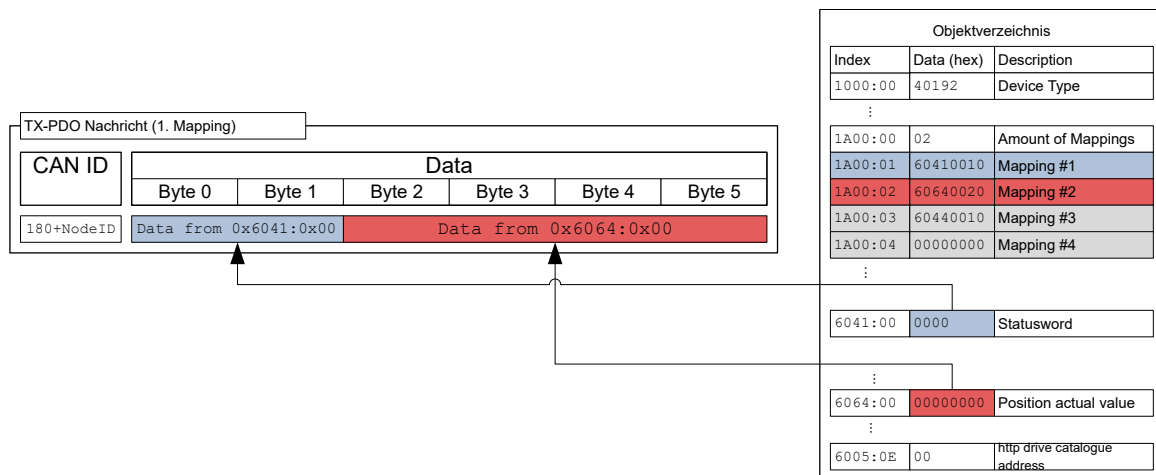 Objektverzeichnis
Index Data (hex) Description
1000:00 40192 Device Type
⋮
TX-PDO Nachricht (1. Mapping)
CAN ID Data
Byte 0 Byte 1 Byte 2 Byte 3 Byte 4 Byte 5
180+NodeID Data from 0x6041:0x00 Data from 0x6064:0x00
1A00:00 02 Amount of Mappings
1A00:01 60410010 Mapping #1
1A00:02 60640020 Mapping #2
1A00:03 60440010 Mapping #3
1A00:04 00000000 Mapping #4
⋮
6041:00 0000 Statusword
⋮
6064:00 00000000 Position actual value
⋮
6005:0E 00 http drive catalogue
address